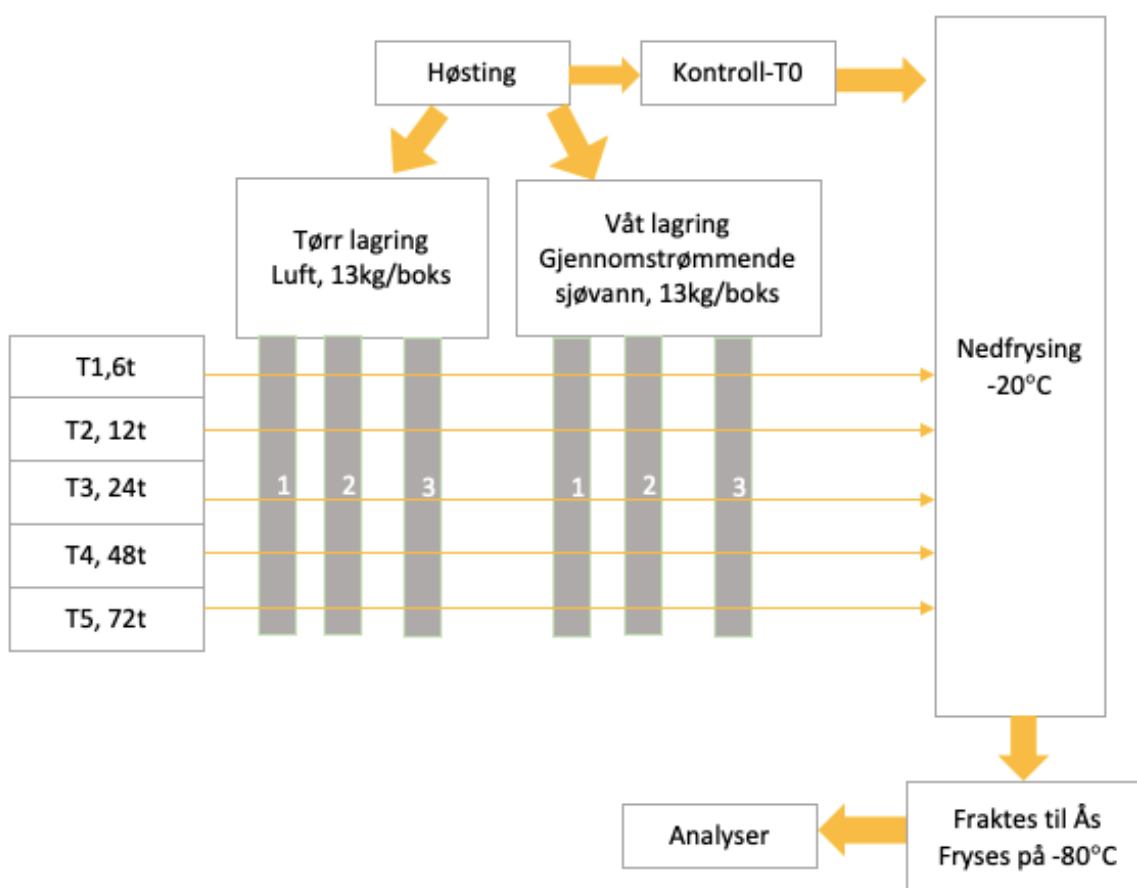 Høsting
Kontroll-T0
Tørr lagring
Luft, 13kg/boks
Våt lagring
Gjennomstrømmende
sjøvann, 13kg/boks
Nedfrysing
-20°C
T1,6t
T2, 12t
T3, 24t
T4, 48t
T5, 72t
1
2
3
1
2
3
Fraktes til Ås
Fryses på -80°C
Analyser